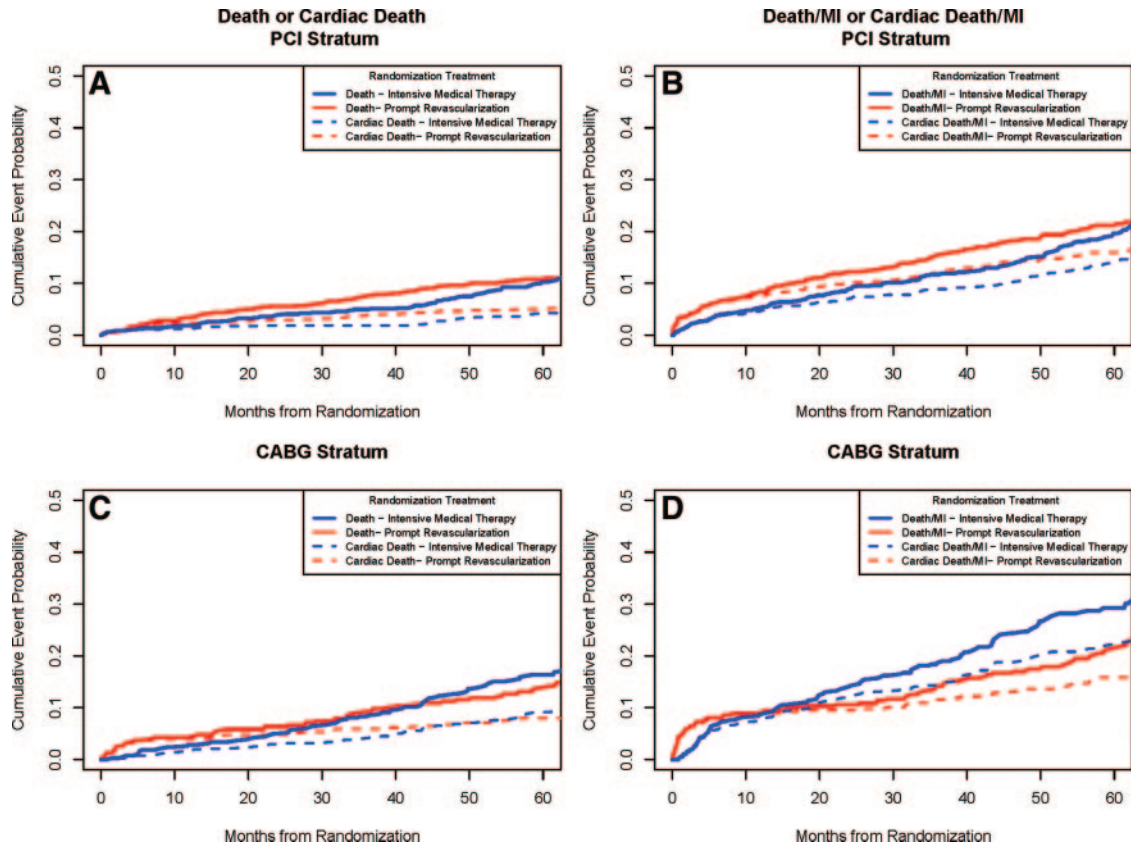 Death or Cardiac Death
PCI Stratum
A
Randomization Treatment
Death − Intensive Medical Therapy
Death− Prompt Revascularization
Cardiac Death − Intensive Medical Therapy
Cardiac Death− Prompt Revascularization
Cumulative Event Probability
0.5
0.4
0.3
0.2
0.1
0.0
0 10 20 30 40 50 60
Months from Randomization
Death/MI or Cardiac Death/MI
PCI Stratum
B
Randomization Treatment
Death/MI − Intensive Medical Therapy
Death/MI− Prompt Revascularization
Cardiac Death/MI − Intensive Medical Therapy
Cardiac Death/MI− Prompt Revascularization
Cumulative Event Probability
0.5
0.4
0.3
0.2
0.1
0.0
0 10 20 30 40 50 60
Months from Randomization
CABG Stratum
C
Randomization Treatment
Death − Intensive Medical Therapy
Death− Prompt Revascularization
Cardiac Death − Intensive Medical Therapy
Cardiac Death− Prompt Revascularization
Cumulative Event Probability
0.5
0.4
0.3
0.2
0.1
0.0
0 10 20 30 40 50 60
Months from Randomization
CABG Stratum
D
Randomization Treatment
Death/MI − Intensive Medical Therapy
Death/MI− Prompt Revascularization
Cardiac Death/MI − Intensive Medical Therapy
Cardiac Death/MI− Prompt Revascularization
Cumulative Event Probability
0.5
0.4
0.3
0.2
0.1
0.0
0 10 20 30 40 50 60
Months from Randomization